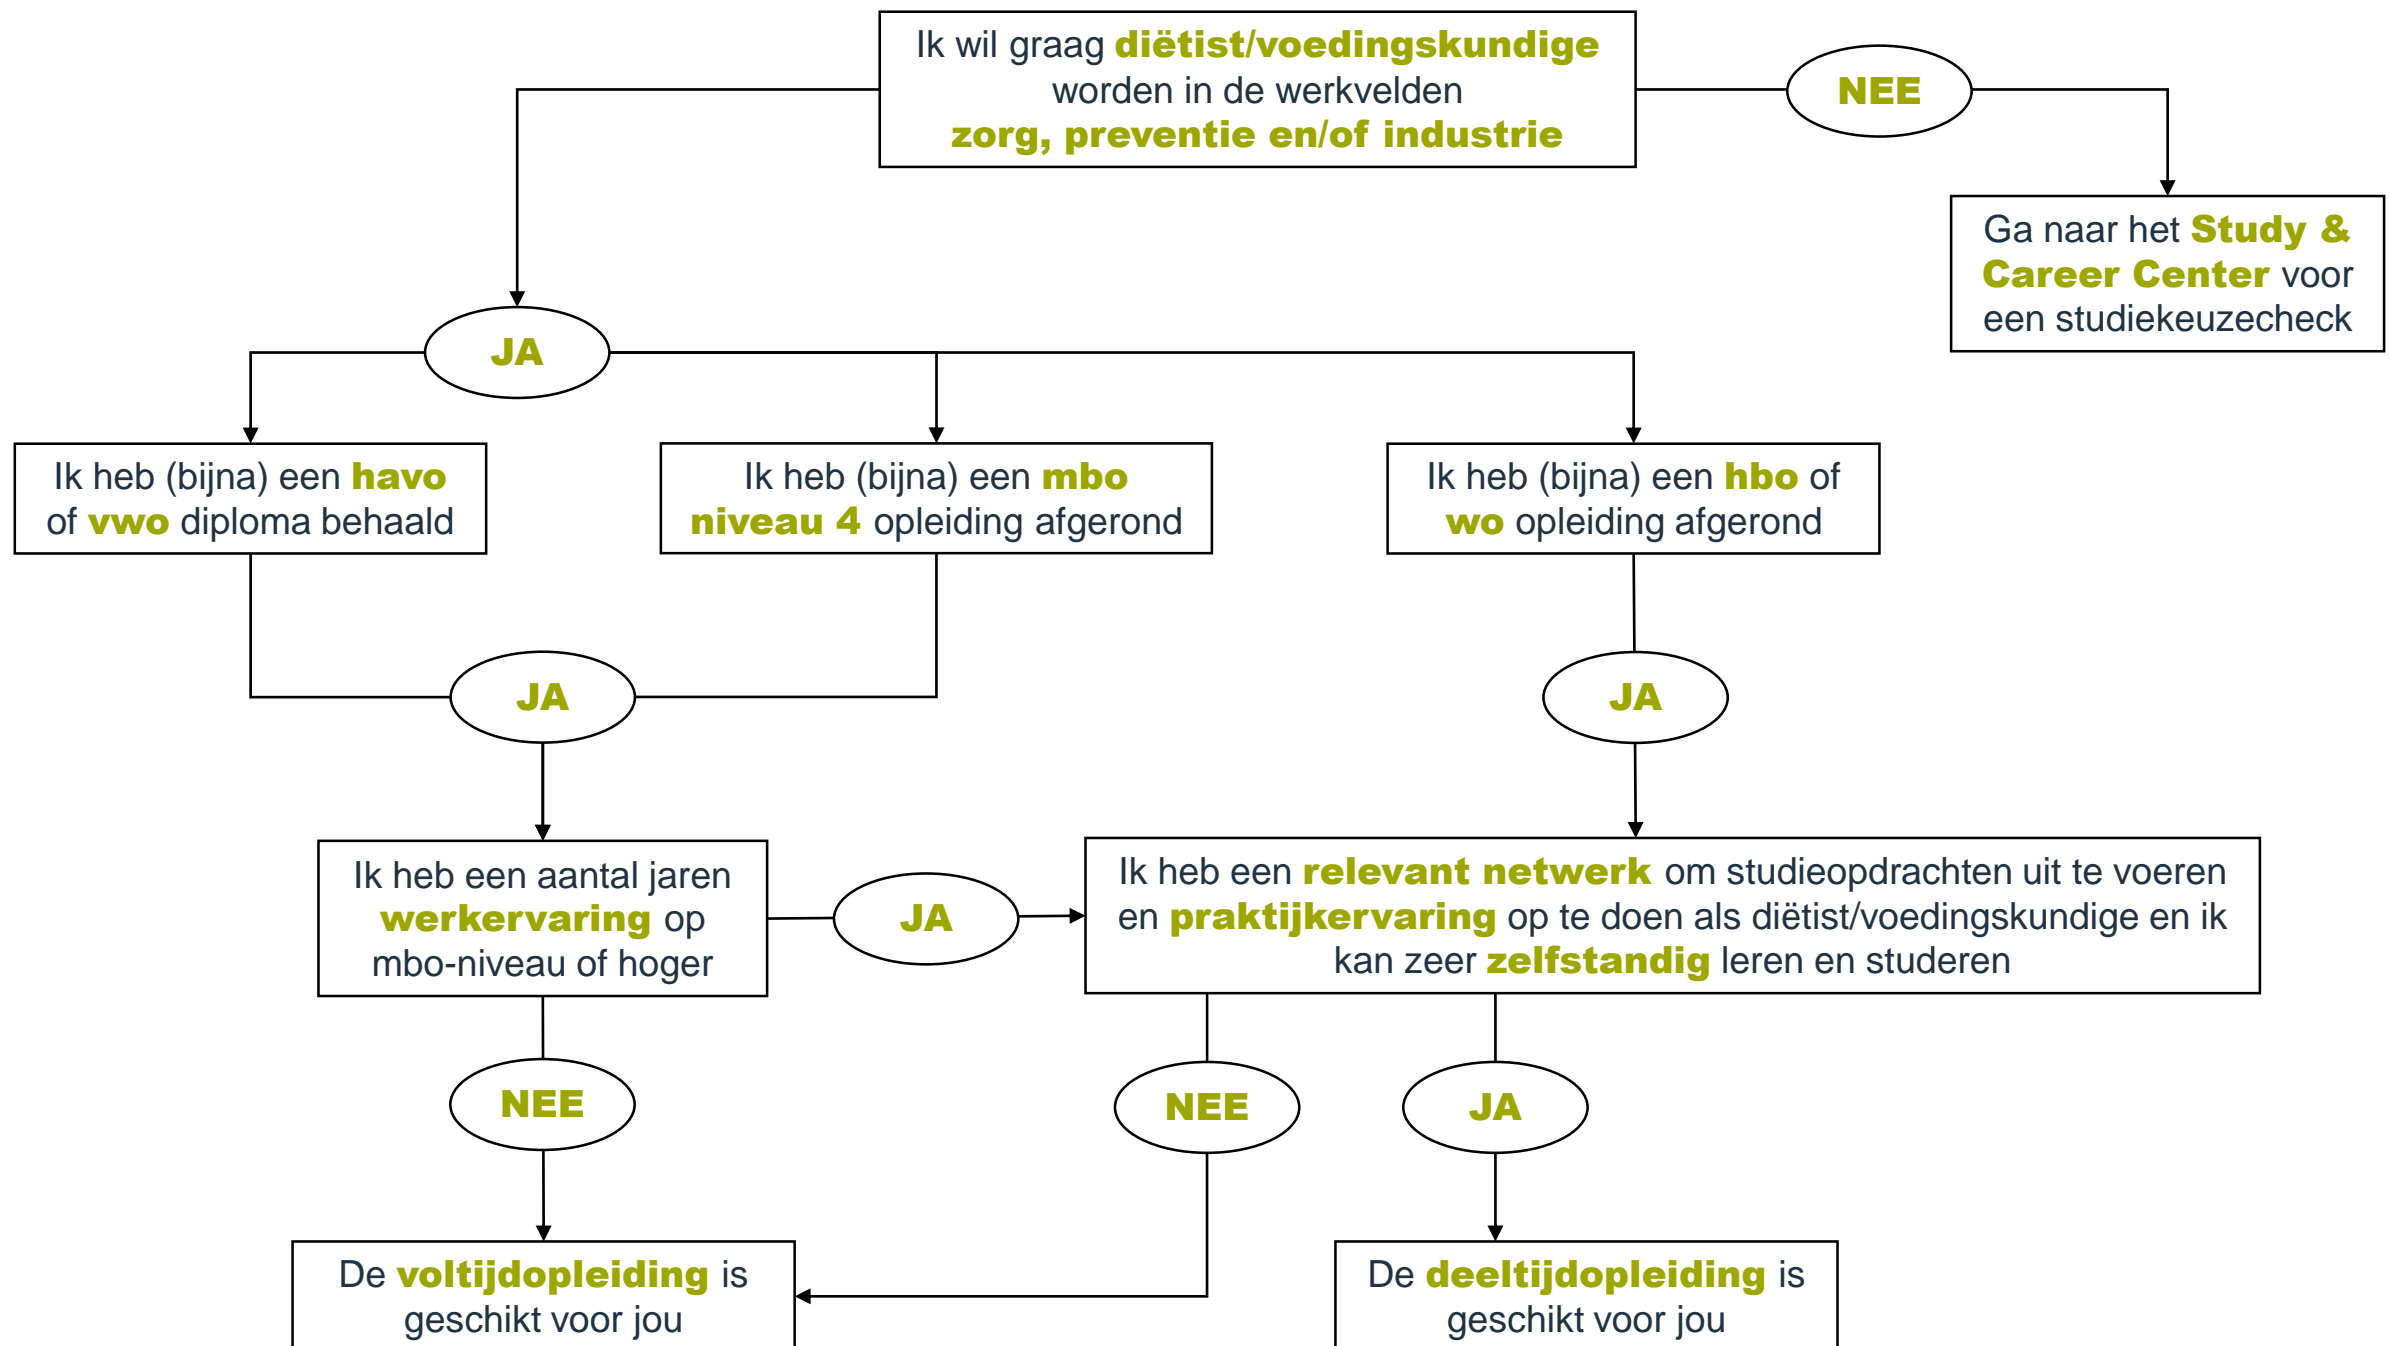 Ik wil graag diëtist/voedingskundige
worden in de werkvelden
zorg, preventie en/of industrie
NEE
Ga naar het Study &
Career Center voor
een studiekeuzecheck
JA
Ik heb (bijna) een havo
of vwo diploma behaald
Ik heb (bijna) een mbo
niveau 4 opleiding afgerond
Ik heb (bijna) een hbo of
wo opleiding afgerond
JA
JA
Ik heb een aantal jaren
werkervaring op
mbo-niveau of hoger
JA
Ik heb een relevant netwerk om studieopdrachten uit te voeren
en praktijkervaring op te doen als diëtist/voedingskundige en ik
kan zeer zelfstandig leren en studeren
NEE
NEE
JA
De voltijdopleiding is
geschikt voor jou
De deeltijdopleiding is
geschikt voor jou